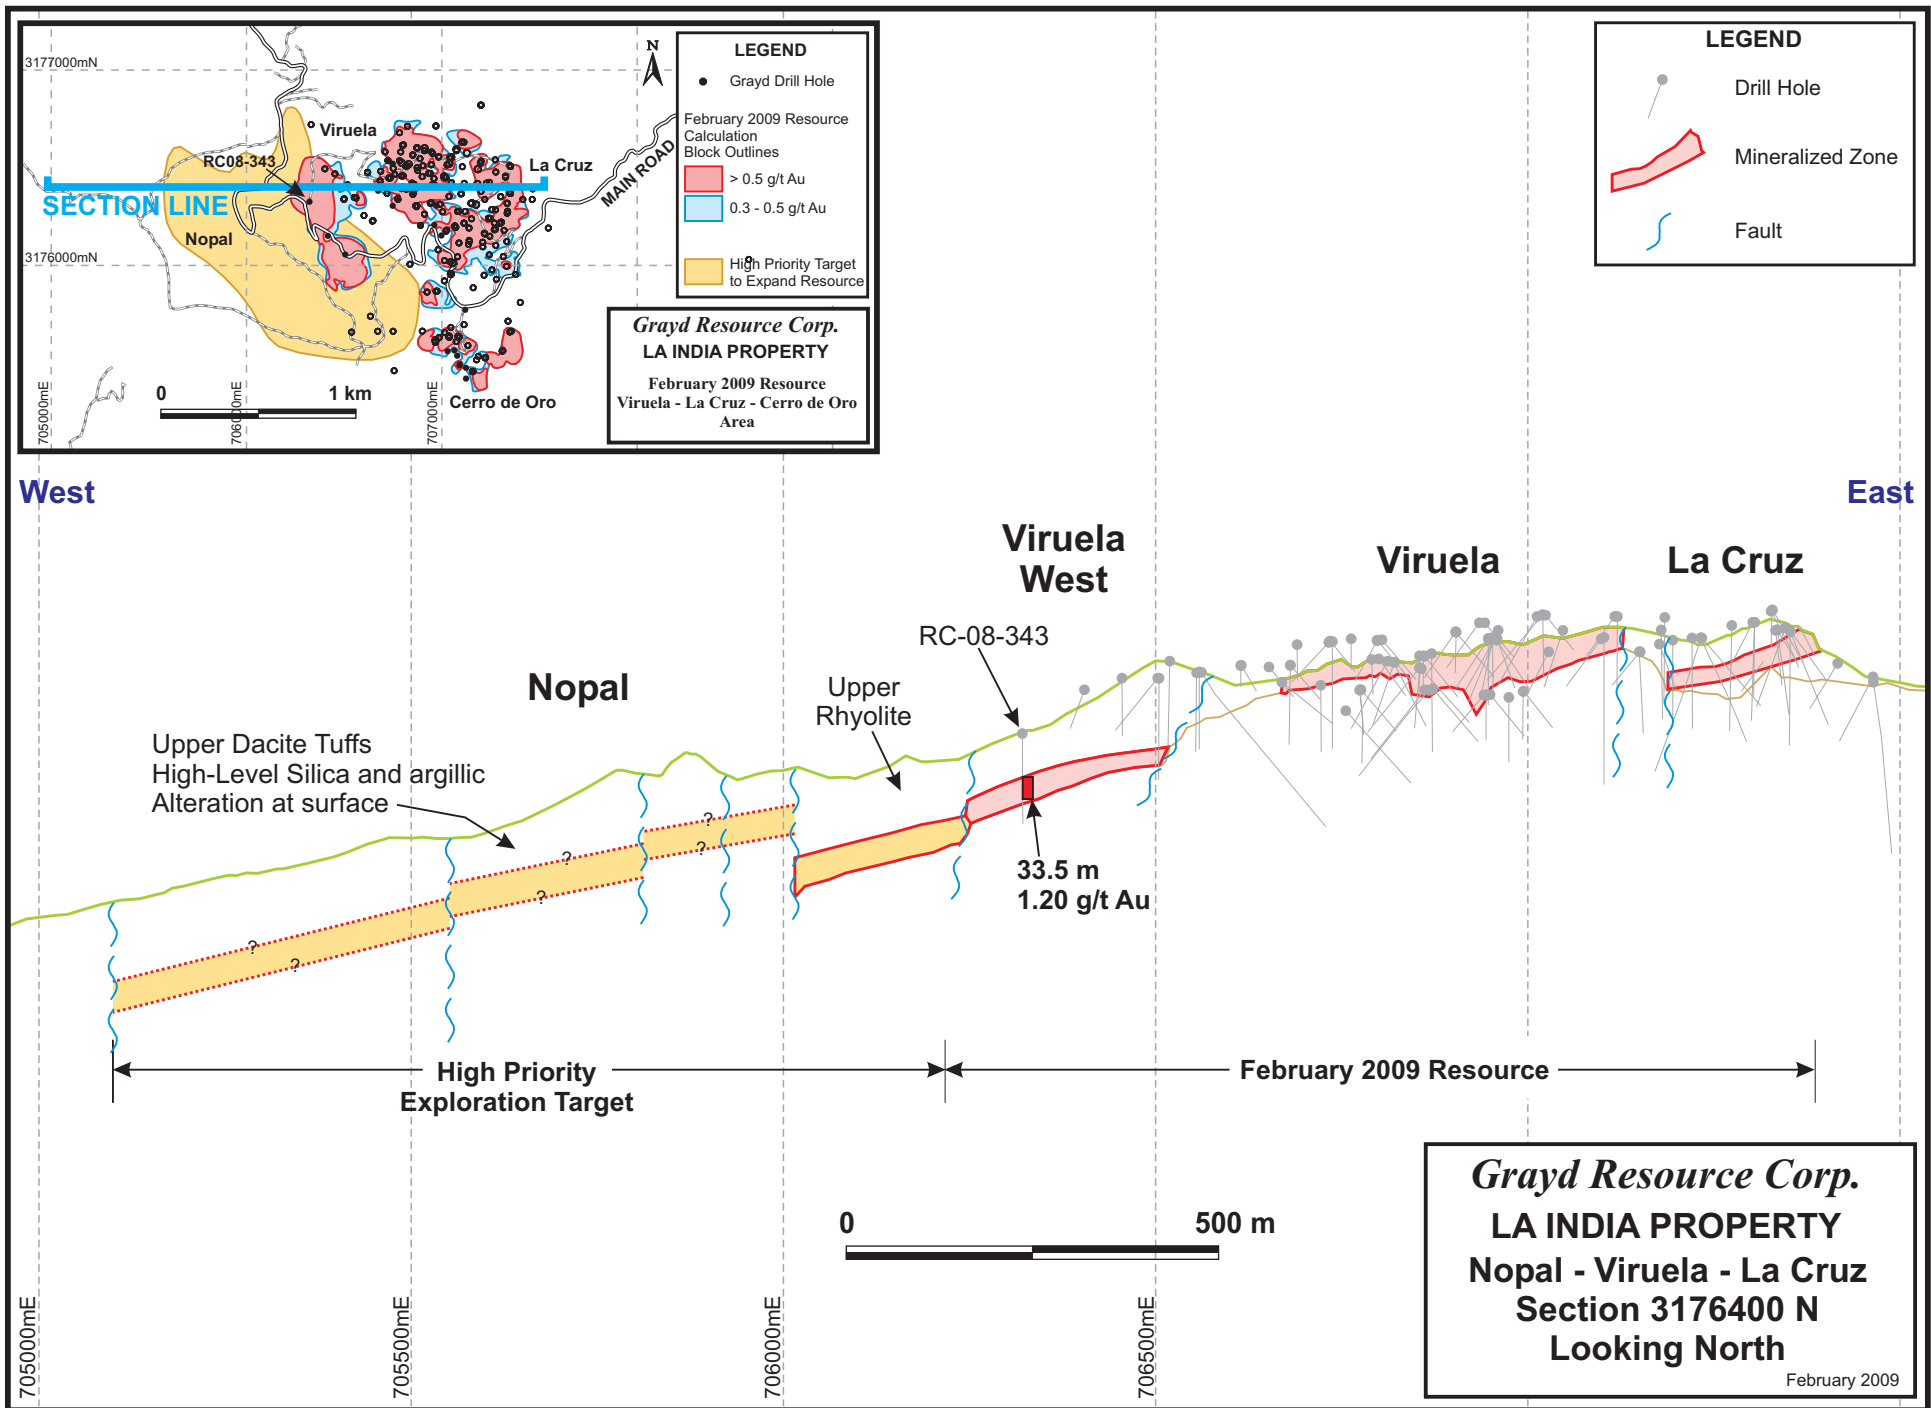 3177000mN
3176000mN
705000mE
706000mE
707000mE
Viruela
RC08-343
La Cruz
MAIN ROAD
SECTION LINE
Nopal
Cerro de Oro
0 1 km
N
LEGEND
Grayd Drill Hole
February 2009 Resource
Calculation
Block Outlines
> 0.5 g/t Au
0.3 - 0.5 g/t Au
High Priority Target
to Expand Resource
Grayd Resource Corp.
LA INDIA PROPERTY
February 2009 Resource
Viruela - La Cruz - Cerro de Oro
Area
LEGEND
Drill Hole
Mineralized Zone
Fault
West
East
Viruela
West
Viruela
La Cruz
RC-08-343
Nopal
Upper
Rhyolite
Upper Dacite Tuffs
High-Level Silica and argillic
Alteration at surface
?
?
?
?
?
?
33.5 m
1.20 g/t Au
High Priority
Exploration Target
February 2009 Resource
0 500 m
705000mE
705500mE
706000mE
706500mE
Grayd Resource Corp.
LA INDIA PROPERTY
Nopal - Viruela - La Cruz
Section 3176400 N
Looking North
February 2009